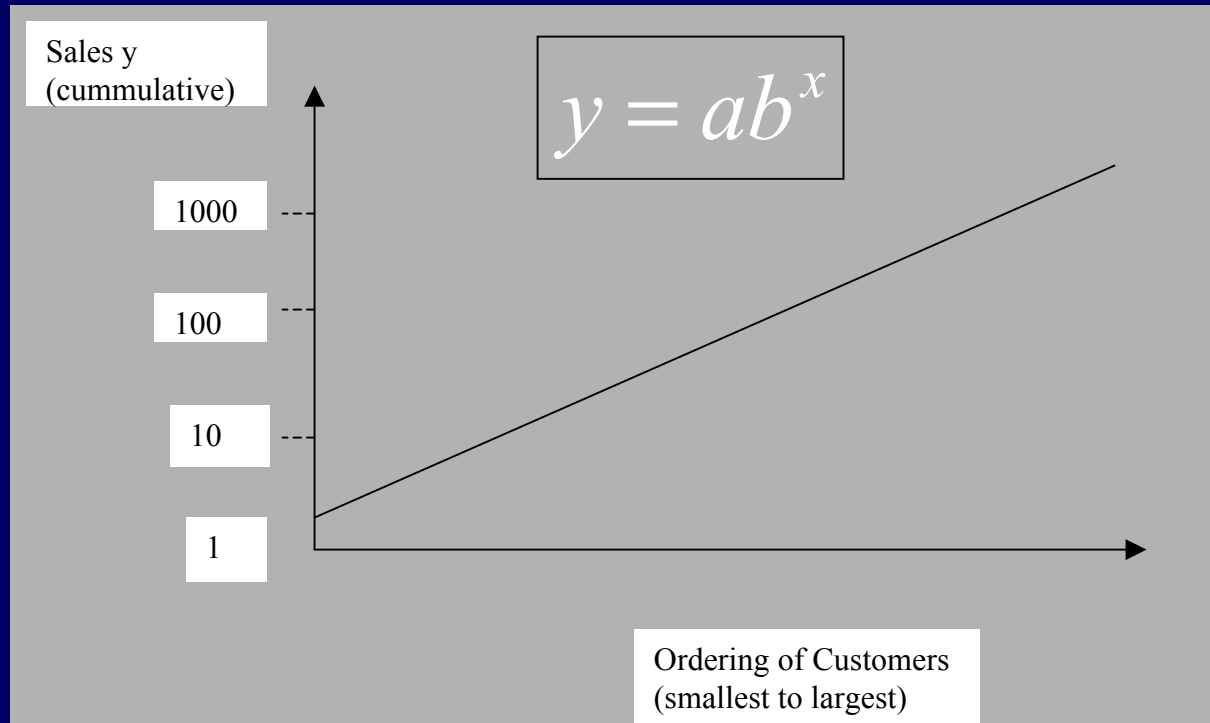 Sales y
(cummulative)
y = ab^x
1000
100
10
1
Ordering of Customers
(smallest to largest)